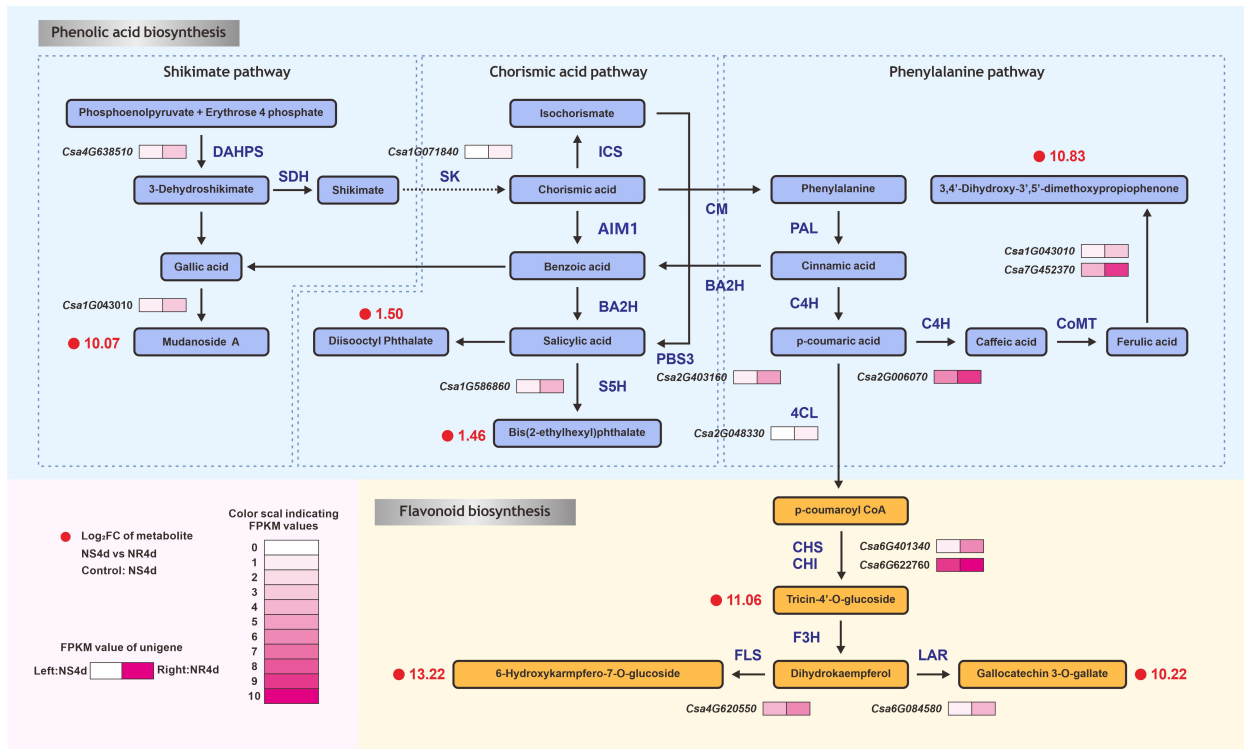 Phenolic acid biosynthesis
Shikimate pathway
Chorismic acid pathway
Phenylalanine pathway
Phosphoenolpyruvate + Erythrose 4 phosphate
Isochorismate
Csa4G638510
DAHPS
Csa1G071840
ICS
10.83
SDH
SK
3-Dehydroshikimate
Shikimate
Chorismic acid
Phenylalanine
3,4'-Dihydroxy-3',5'-dimethoxypropiophenone
CM
AIM1
PAL
Csa1G043010
Csa7G452370
Gallic acid
Benzoic acid
Cinnamic acid
BA2H
Csa1G043010
BA2H
C4H
1.50
C4H
CoMT
10.07
Mudanoside A
Diisooctyl Phthalate
Salicylic acid
p-coumaric acid
Caffeic acid
Ferulic acid
PBS3
Csa1G586860
S5H
Csa2G403160
Csa2G006070
4CL
1.46
Bis(2-ethylhexyl)phthalate
Csa2G048330
Flavonoid biosynthesis
p-coumaroyl CoA
Color scal indicating
FPKM values
Log₂FC of metabolite
NS4d vs NR4d
Control: NS4d
0
1
2
3
4
5
6
7
8
9
10
FPKM value of unigene
Left:NS4d
Right:NR4d
CHS
CHI
Csa6G401340
Csa6G622760
11.06
Tricin-4'-O-glucoside
F3H
FLS
LAR
13.22
6-Hydroxykarmpfero-7-O-glucoside
Dihydrokaempferol
Gallocatechin 3-O-gallate
10.22
Csa4G620550
Csa6G084580